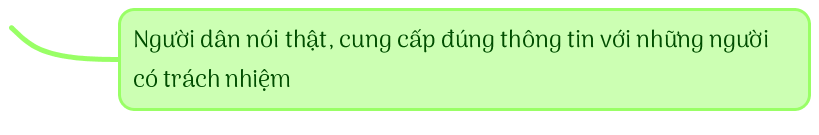 Người dân nói thật, cung cấp đúng thông tin với những người
có trách nhiệm